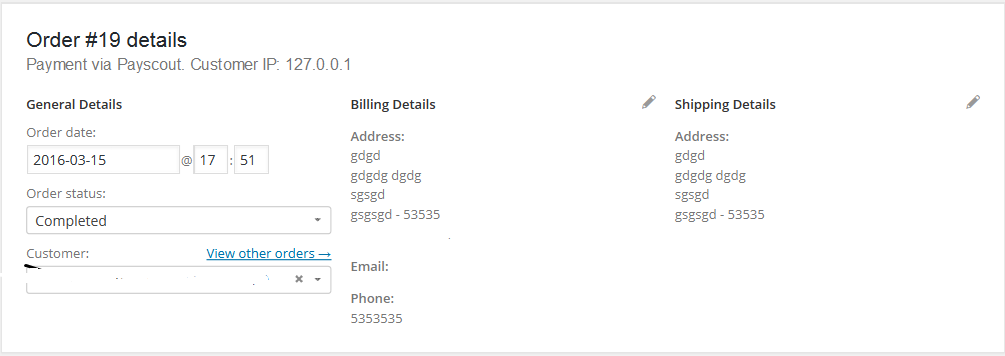 Order #19 details
Payment via Payscout. Customer IP: 127.0.0.1
General Details
Order date:
2016-03-15 @ 17 : 51
Order status:
Completed
Customer: View other orders →
Billing Details
Address:
gdgd
gdgdg dgdg
sgsgd
gsgsgd - 53535
Email:
Phone:
5353535
Shipping Details
Address:
gdgd
gdgdg dgdg
sgsgd
gsgsgd - 53535